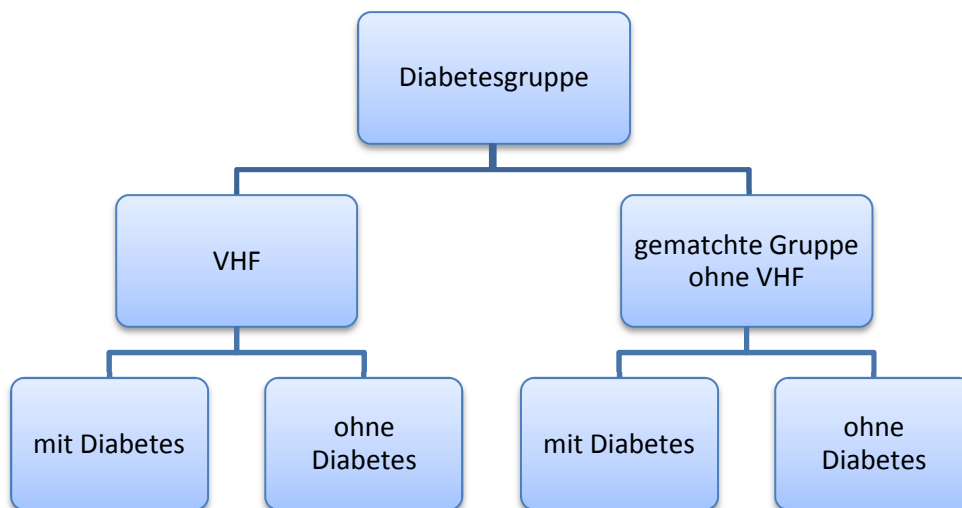 Diabetesgruppe
VHF
gematchte Gruppe
ohne VHF
mit Diabetes
ohne
Diabetes
mit Diabetes
ohne
Diabetes